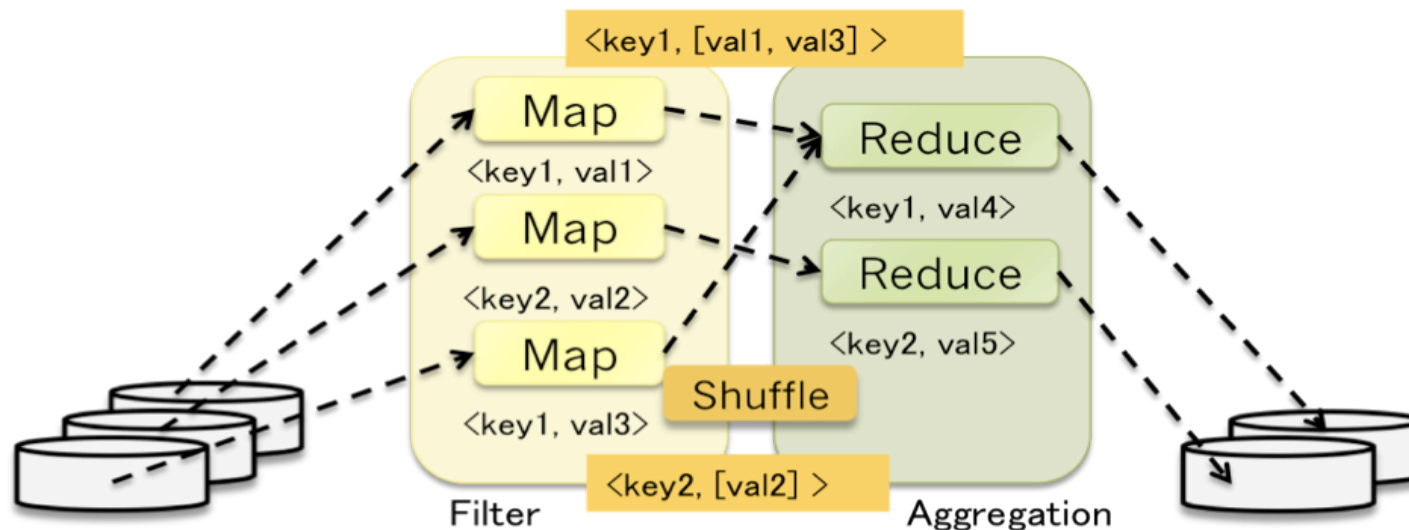 <key1, [val1, val3] >
Map
<key1, val1>
Map
<key2, val2>
Map
<key1, val3>
Shuffle
Reduce
<key1, val4>
Reduce
<key2, val5>
<key2, [val2] >
Filter
Aggregation